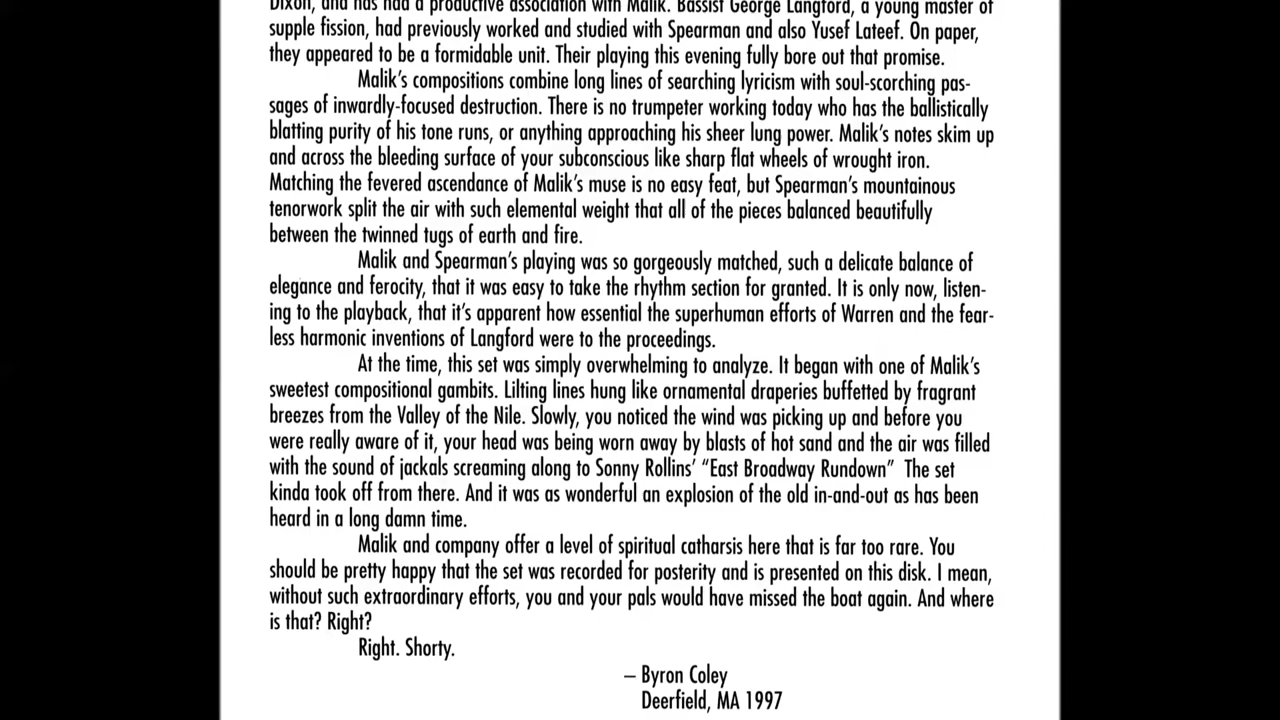 Dixon, and has had a productive association with Malik. Bassist George Langford, a young master of
supple fission, had previously worked and studied with Spearman and also Yusef Lateef. On paper,
they appeared to be a formidable unit. Their playing this evening fully bore out that promise.
Malik’s compositions combine long lines of searching lyricism with soul-scorching pas-
sages of inwardly-focused destruction. There is no trumpeter working today who has the ballistically
blatting purity of his tone runs, or anything approaching his sheer lung power. Malik’s notes skim up
and across the bleeding surface of your subconscious like sharp flat wheels of wrought iron.
Matching the fevered ascendance of Malik’s muse is no easy feat, but Spearman’s mountainous
tenorwork split the air with such elemental weight that all of the pieces balanced beautifully
between the twinned tugs of earth and fire.
Malik and Spearman’s playing was so gorgeously matched, such a delicate balance of
elegance and ferocity, that it was easy to take the rhythm section for granted. It is only now, listen-
ing to the playback, that it’s apparent how essential the superhuman efforts of Warren and the fear-
less harmonic inventions of Langford were to the proceedings.
At the time, this set was simply overwhelming to analyze. It began with one of Malik’s
sweetest compositional gambits. Lilting lines hung like ornamental draperies buffetted by fragrant
breezes from the Valley of the Nile. Slowly, you noticed the wind was picking up and before you
were really aware of it, your head was being worn away by blasts of hot sand and the air was filled
with the sound of jackals screaming along to Sonny Rollins’ “East Broadway Rundown” The set
kinda took off from there. And it was as wonderful an explosion of the old in-and-out as has been
heard in a long damn time.
Malik and company offer a level of spiritual catharsis here that is far too rare. You
should be pretty happy that the set was recorded for posterity and is presented on this disk. I mean,
without such extraordinary efforts, you and your pals would have missed the boat again. And where
is that? Right?
Right. Shorty.
– Byron Coley
Deerfield, MA 1997